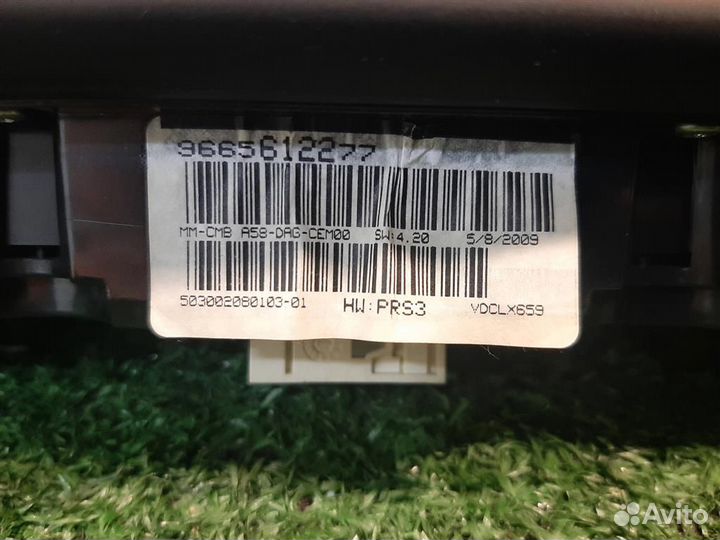 9665612277
MM-CMB A58-DAG-CEM00 SW:4.20 5/8/2009
503002080103-01 HW:PRS3 VDCLX659
Avito